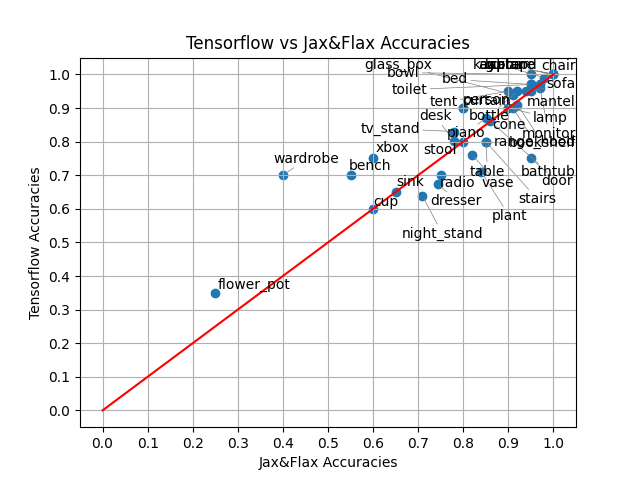 Tensorflow vs Jax&Flax Accuracies
glass_box
chair
bowl
bed
sofa
toilet
tent
person
curtain
mantel
desk
bottle
lamp
tv_stand
piano
cone
monitor
xbox
stool
range_hood
wardrobe
bench
table
bathtub
sink
radio
vase
door
cup
dresser
stairs
plant
night_stand
flower_pot
1.0
0.9
0.8
0.7
0.6
0.5
0.4
0.3
0.2
0.1
0.0
Tensorflow Accuracies
0.0 0.1 0.2 0.3 0.4 0.5 0.6 0.7 0.8 0.9 1.0
Jax&Flax Accuracies